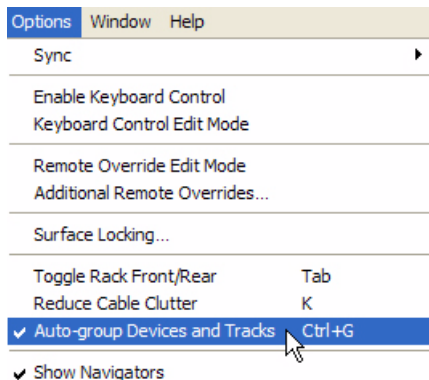 Options Window Help
Sync
Enable Keyboard Control
Keyboard Control Edit Mode
Remote Override Edit Mode
Additional Remote Overrides...
Surface Locking...
Toggle Rack Front/Rear Tab
Reduce Cable Clutter K
Auto-group Devices and Tracks Ctrl+G
Show Navigators